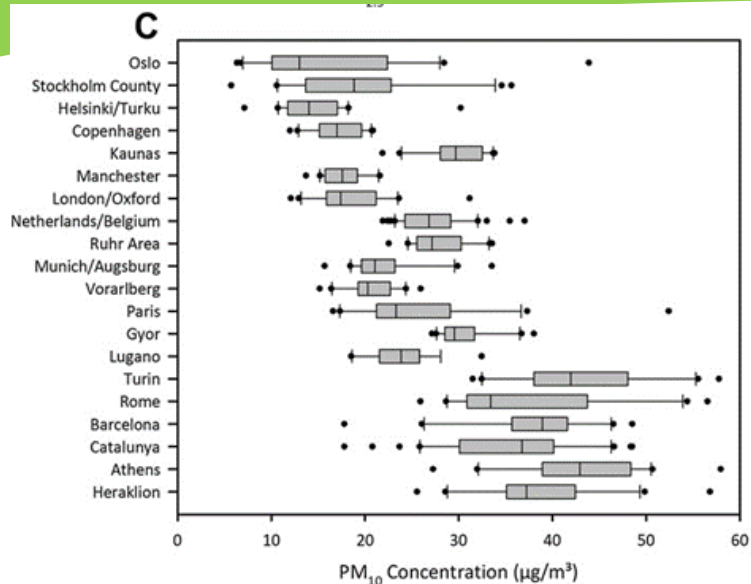 C
Oslo
Stockholm County
Helsinki/Turku
Copenhagen
Kaunas
Manchester
London/Oxford
Netherlands/Belgium
Ruhr Area
Munich/Augsburg
Vorarlberg
Paris
Gyor
Lugano
Turin
Rome
Barcelona
Catalunya
Athens
Heraklion
0 10 20 30 40 50 60
PM₁₀ Concentration (µg/m³)